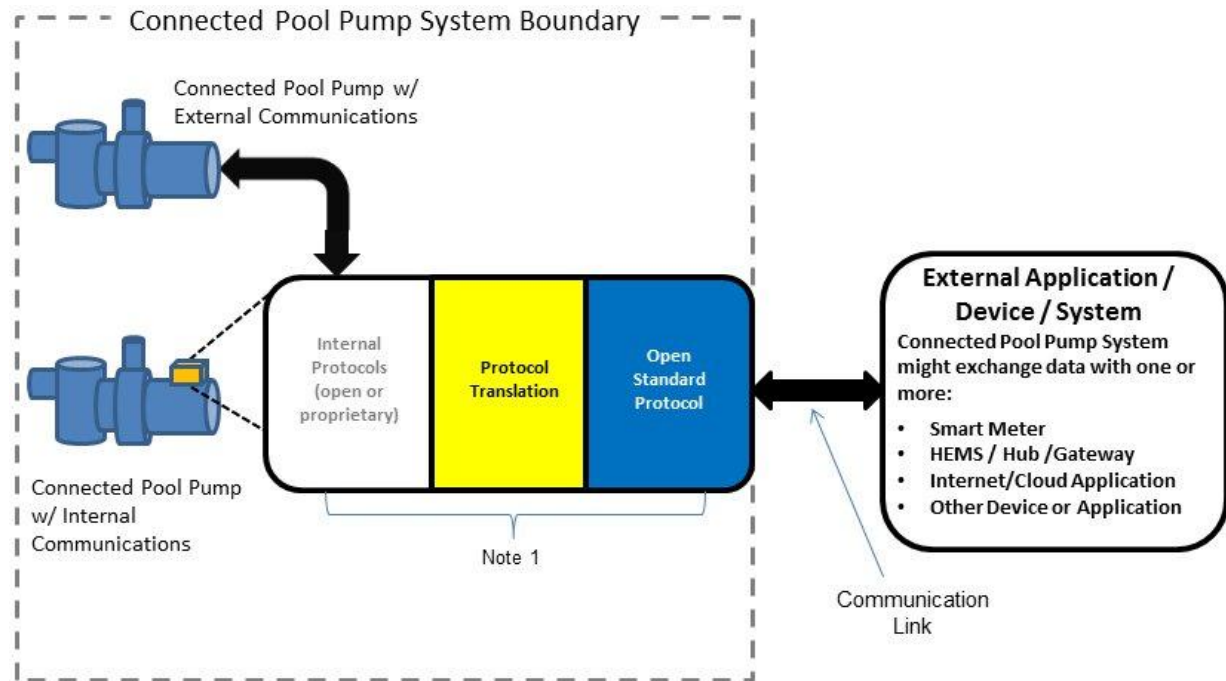 Connected Pool Pump System Boundary
Connected Pool Pump w/
External Communications
Internal
Protocols
(open or
proprietary)
Protocol
Translation
Open
Standard
Protocol
Connected Pool Pump
w/ Internal
Communications
Note 1
External Application /
Device / System
Connected Pool Pump System
might exchange data with one or
more:
• Smart Meter
• HEMS / Hub /Gateway
• Internet/Cloud Application
• Other Device or Application
Communication
Link